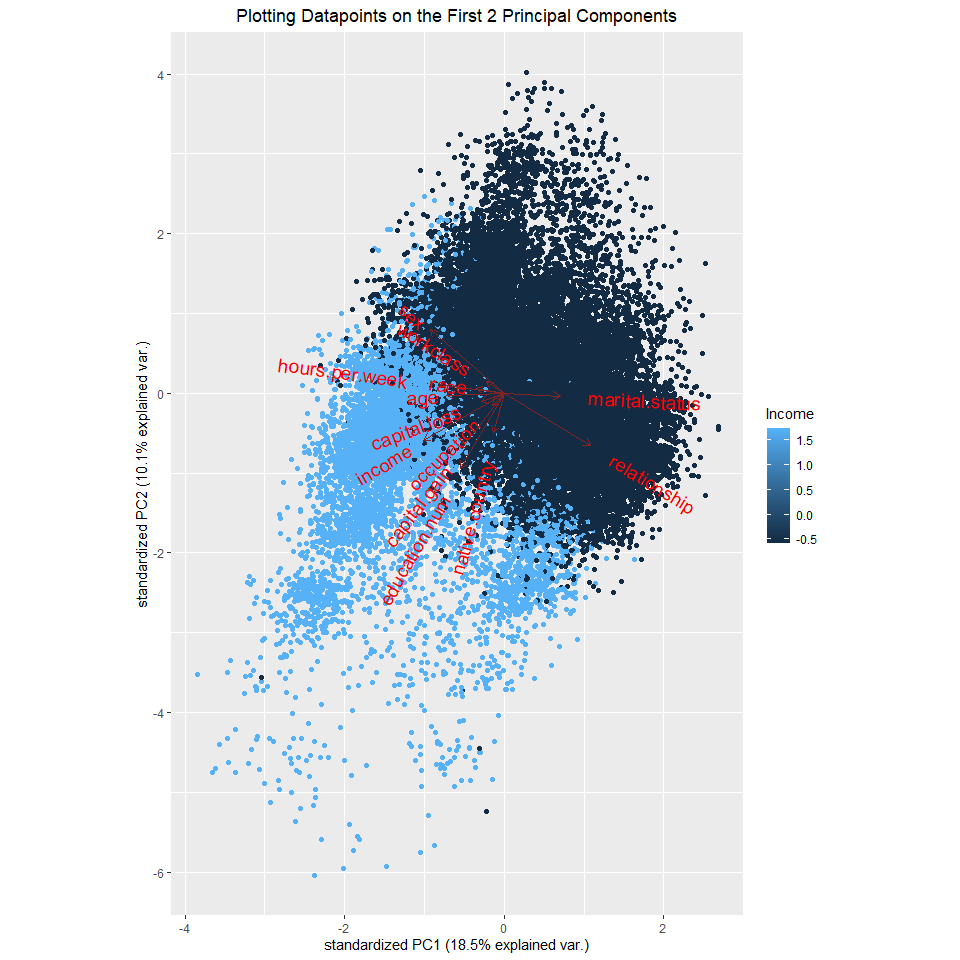 Plotting Datapoints on the First 2 Principal Components
standardized PC2 (10.1% explained var.)
4
2
0
-2
-4
-6
sex
workclass
hours.per.week
race
age
marital.status
capital.loss
occupation
income
capital.gain
education.num
native.country
relationship
Income
1.5
1.0
0.5
0.0
-0.5
-4
-2
0
2
standardized PC1 (18.5% explained var.)